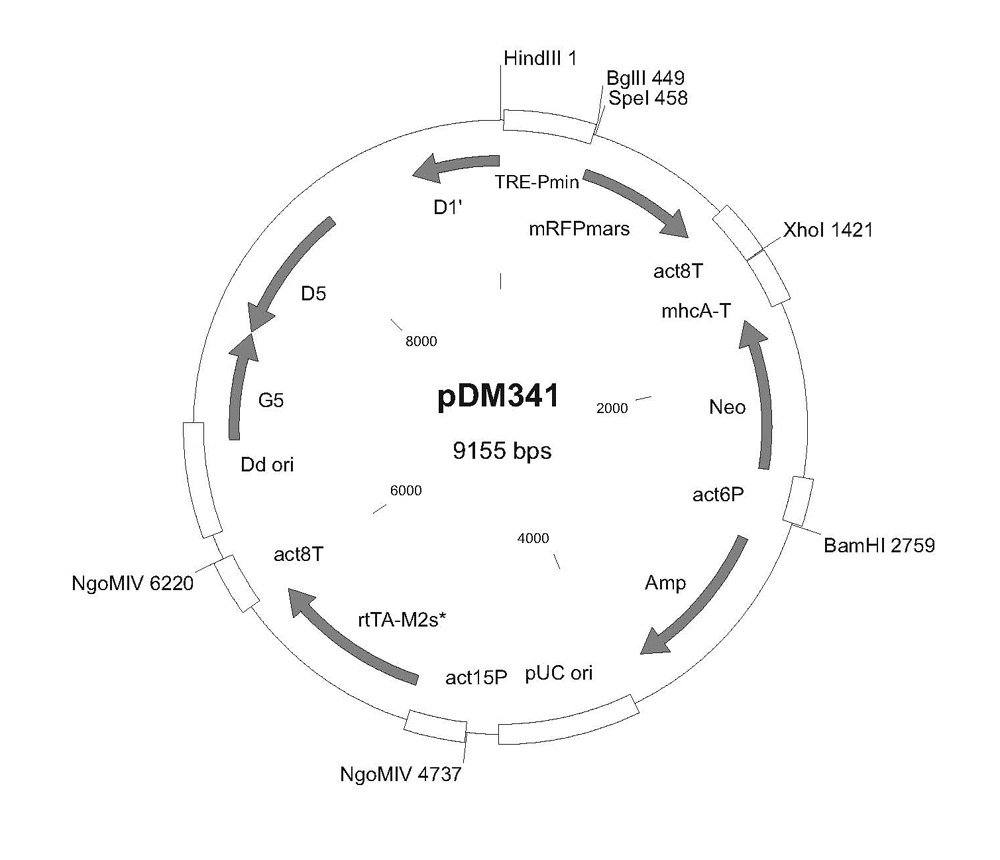 HindIII 1
BglII 449
SpeI 458
TRE-Pmin
D1'
mRFPmars
XhoI 1421
act8T
D5
mhcA-T
8000
pDM341
2000
Neo
G5
9155 bps
Dd ori
6000
act6P
4000
BamHI 2759
act8T
NgoMIV 6220
Amp
rtTA-M2s*
act15P
pUC ori
NgoMIV 4737